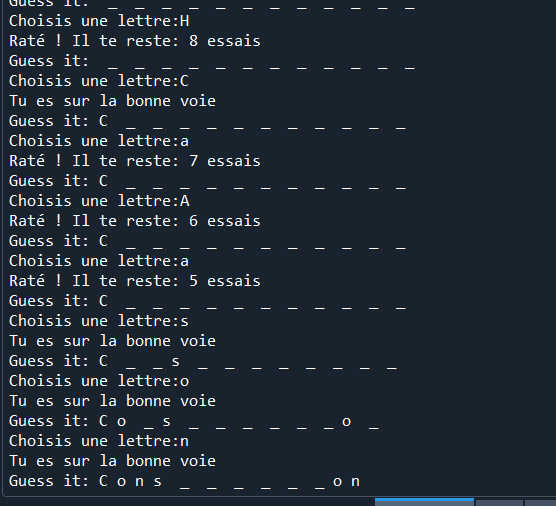 Guess it:  _  _  _  _  _  _  _  _  _  _  _  _
Choisis une lettre:H
Raté ! Il te reste: 8 essais
Guess it:  _  _  _  _  _  _  _  _  _  _  _  _
Choisis une lettre:C
Tu es sur la bonne voie
Guess it: C  _  _  _  _  _  _  _  _  _  _  _
Choisis une lettre:a
Raté ! Il te reste: 7 essais
Guess it: C  _  _  _  _  _  _  _  _  _  _  _
Choisis une lettre:A
Raté ! Il te reste: 6 essais
Guess it: C  _  _  _  _  _  _  _  _  _  _  _
Choisis une lettre:a
Raté ! Il te reste: 5 essais
Guess it: C  _  _  _  _  _  _  _  _  _  _  _
Choisis une lettre:s
Tu es sur la bonne voie
Guess it: C  _  _ s  _  _  _  _  _  _  _  _
Choisis une lettre:o
Tu es sur la bonne voie
Guess it: C o  _ s  _  _  _  _  _  _ o  _
Choisis une lettre:n
Tu es sur la bonne voie
Guess it: C o n s  _  _  _  _  _  _ o n